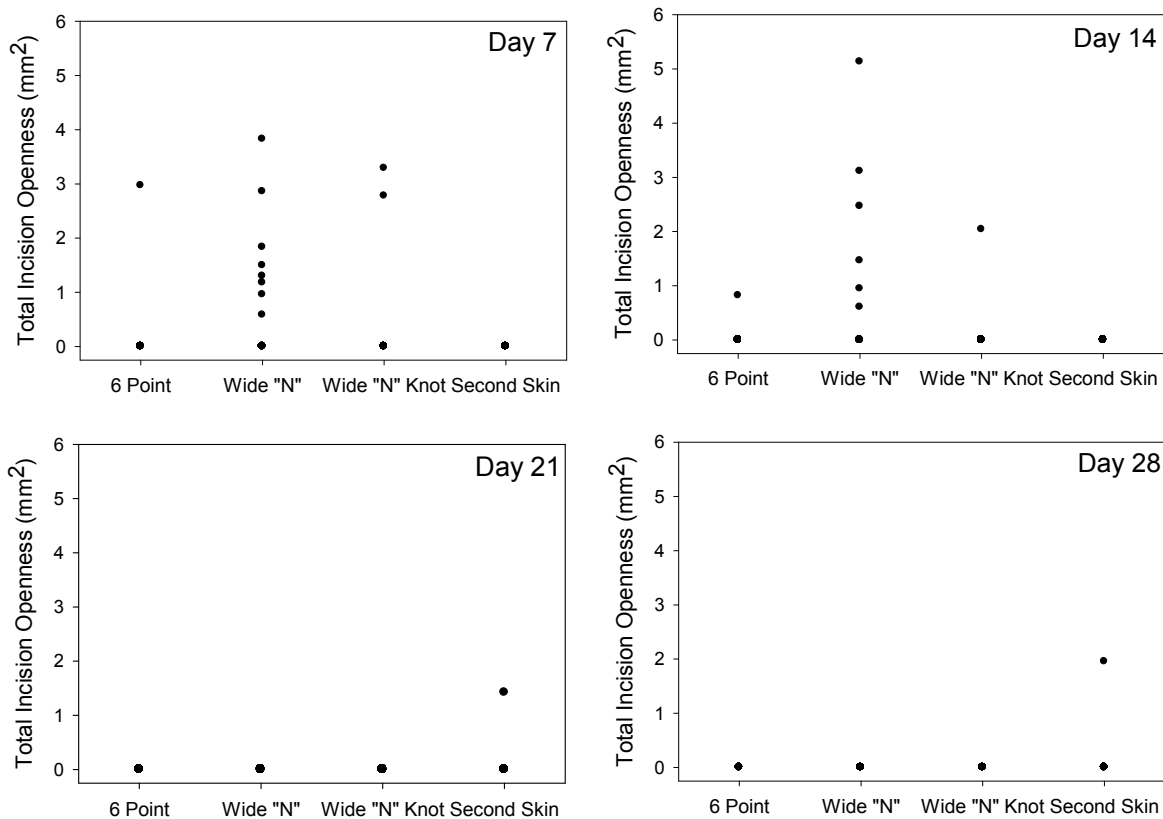 Day 7
Total Incision Openness (mm²)
6
5
4
3
2
1
0
6 Point Wide "N" Wide "N" Knot Second Skin
Day 14
Total Incision Openness (mm²)
6
5
4
3
2
1
0
6 Point Wide "N" Wide "N" Knot Second Skin
Day 21
Total Incision Openness (mm²)
6
5
4
3
2
1
0
6 Point Wide "N" Wide "N" Knot Second Skin
Day 28
Total Incision Openness (mm²)
6
5
4
3
2
1
0
6 Point Wide "N" Wide "N" Knot Second Skin